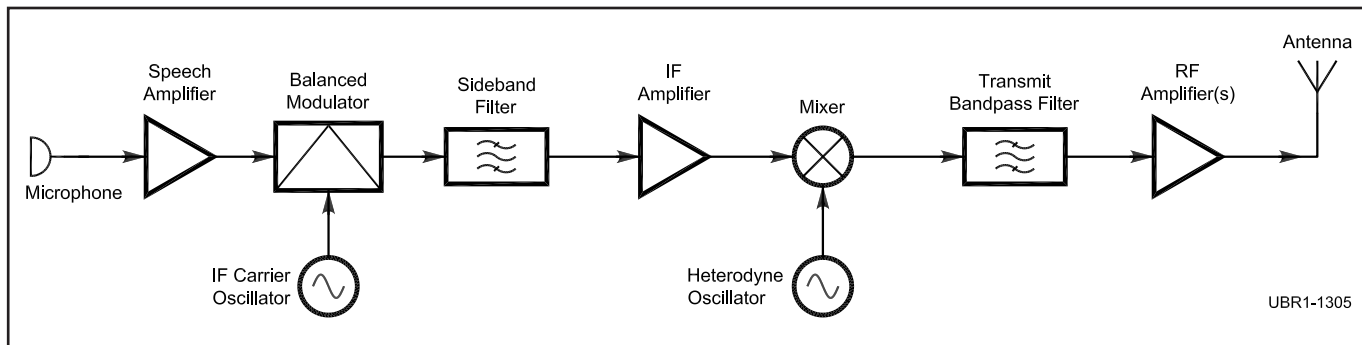 Antenna
Speech
Amplifier
Balanced
Modulator
Sideband
Filter
IF
Amplifier
Mixer
Transmit
Bandpass Filter
RF
Amplifier(s)
Microphone
IF Carrier
Oscillator
Heterodyne
Oscillator
UBR1-1305